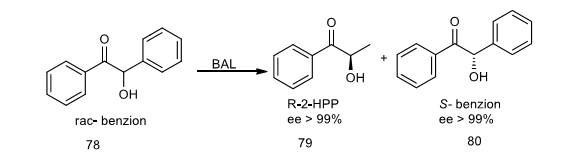 O
OH
rac- benzion
78
BAL
O
OH
R-2-HPP
ee > 99%
79
+
O
OH
S- benzion
ee > 99%
80